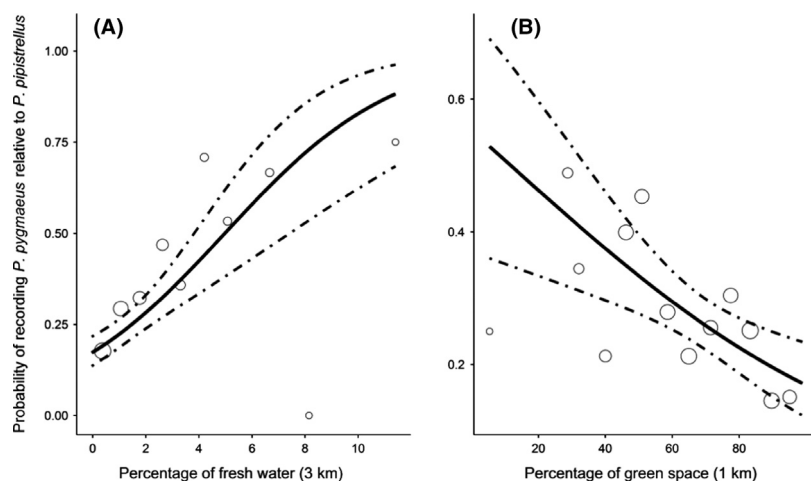 (A)
(B)
Probability of recording P. pygmaeus relative to P. pipistrellus
1.00
0.75
0.50
0.25
0.00
0 2 4 6 8 10
Percentage of fresh water (3 km)
0.6
0.4
0.2
20 40 60 80
Percentage of green space (1 km)